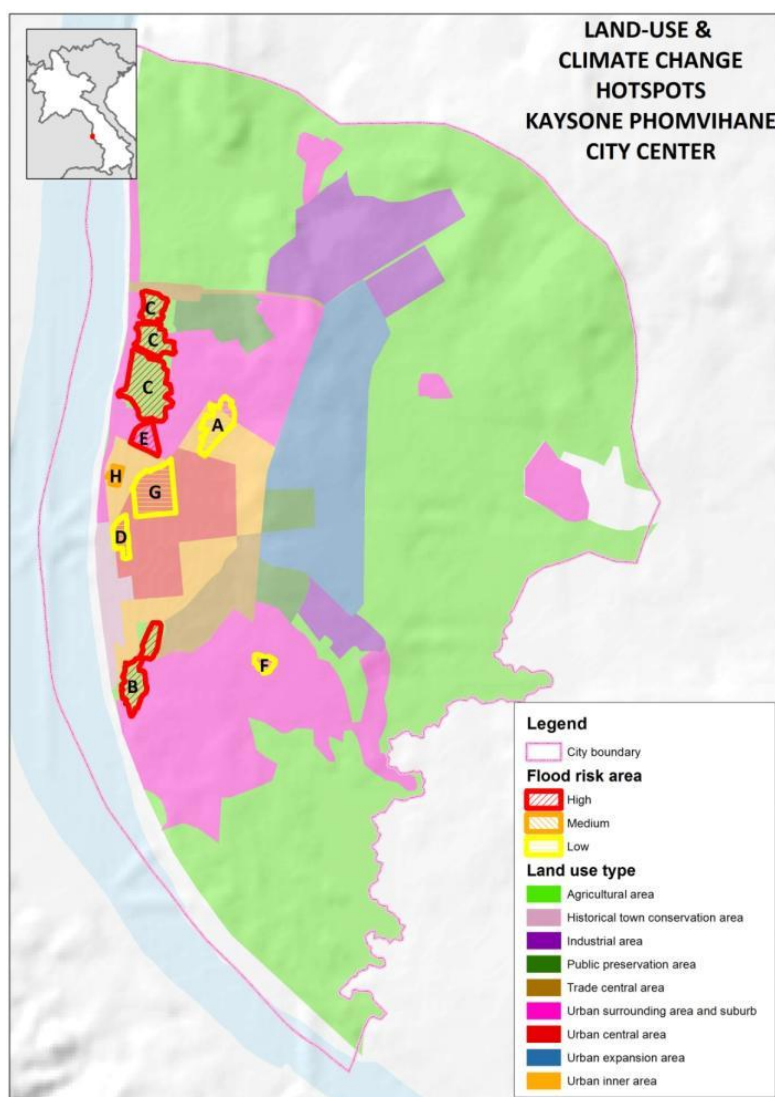 LAND-USE &
CLIMATE CHANGE
HOTSPOTS
KAYSONE PHOMVIHANE
CITY CENTER
C
C
C
A
E
H
G
D
F
B
Legend
City boundary
Flood risk area
High
Medium
Low
Land use type
Agricultural area
Historical town conservation area
Industrial area
Public preservation area
Trade central area
Urban surrounding area and suburb
Urban central area
Urban expansion area
Urban inner area